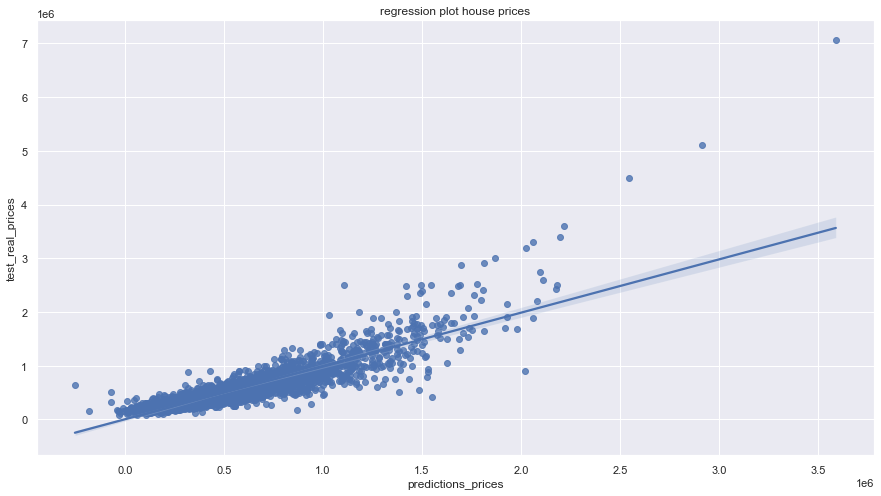 regression plot house prices
1e6
7
6
5
4
3
2
1
0
test_real_prices
0.0 0.5 1.0 1.5 2.0 2.5 3.0 3.5
predictions_prices
1e6